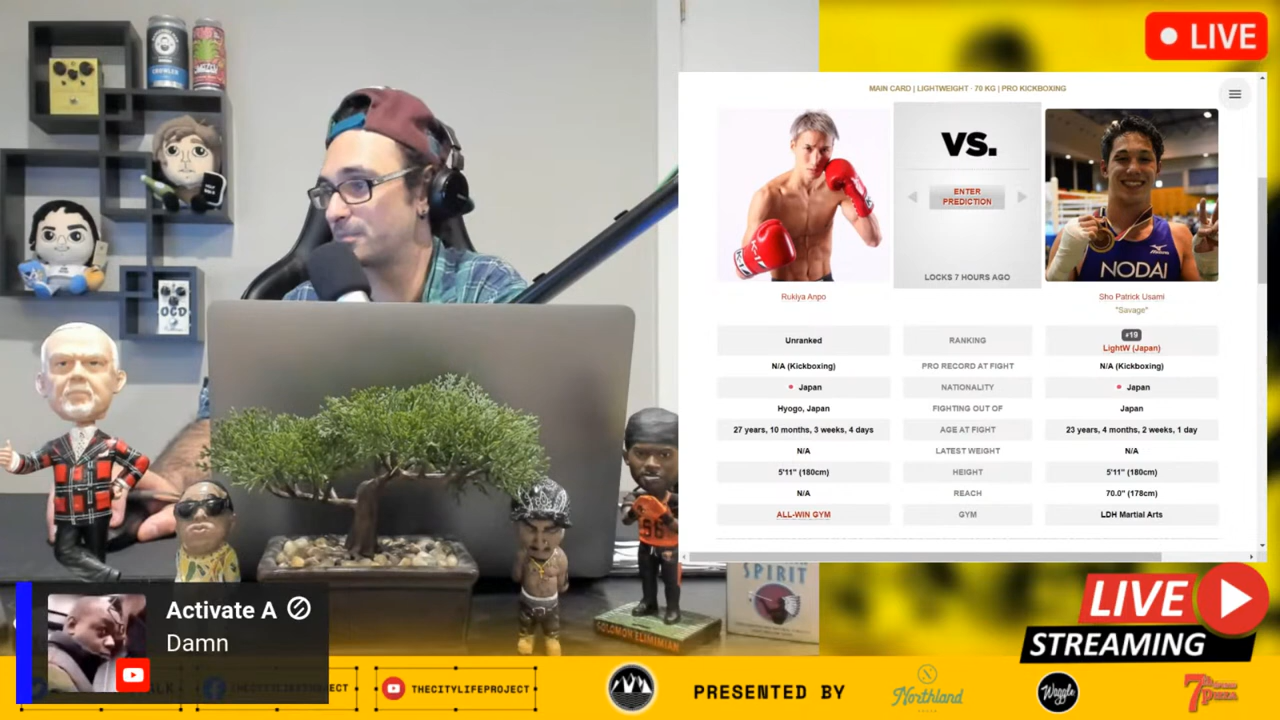 LIVE
MAIN CARD | LIGHTWEIGHT · 70 KG | PRO KICKBOXING
VS.
ENTER
PREDICTION
LOCKS 7 HOURS AGO
NODAI
Rukiya Anpo
Sho Patrick Usami
"Savage"
Unranked
RANKING
#19
LightW (Japan)
N/A (Kickboxing)
PRO RECORD AT FIGHT
N/A (Kickboxing)
Japan
NATIONALITY
Japan
Hyogo, Japan
FIGHTING OUT OF
Japan
27 years, 10 months, 3 weeks, 4 days
AGE AT FIGHT
23 years, 4 months, 2 weeks, 1 day
N/A
LATEST WEIGHT
N/A
5'11" (180cm)
HEIGHT
5'11" (180cm)
N/A
REACH
70.0" (178cm)
ALL-WIN GYM
GYM
LDH Martial Arts
OCD
56
SOLOMON ELIMIMIAN
SPIRIT
Activate A
Damn
LIVE
STREAMING
THECITYLIFEPROJECT
PRESENTED BY
Northland
Waggle